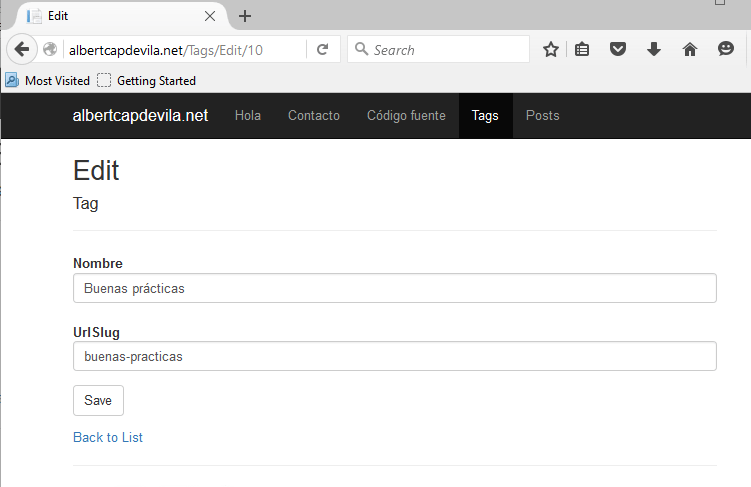 Edit
albertcapdevila.net/Tags/Edit/10
Search
Most Visited Getting Started
albertcapdevila.net Hola Contacto Código fuente Tags Posts
Edit
Tag
Nombre
Buenas prácticas
UrlSlug
buenas-practicas
Save
Back to List